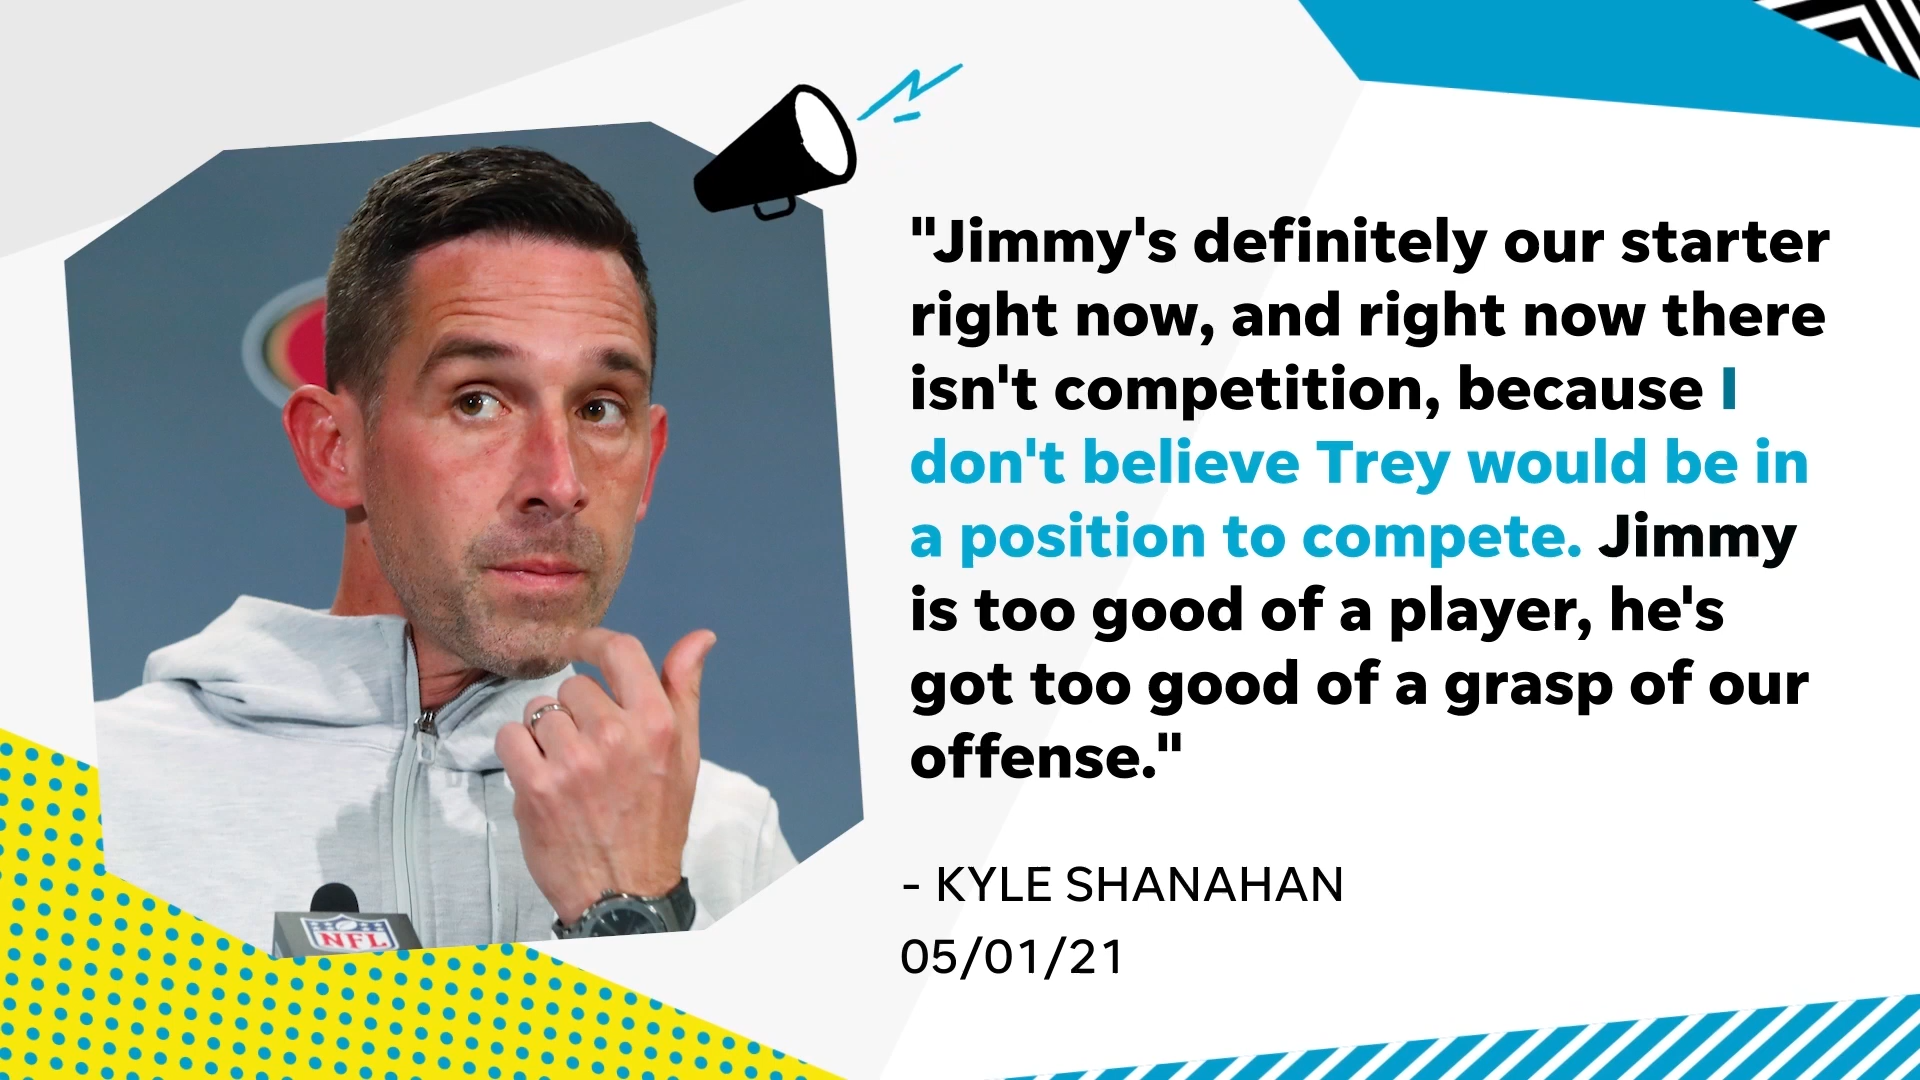 "Jimmy's definitely our starter
right now, and right now there
isn't competition, because I
don't believe Trey would be in
a position to compete. Jimmy
is too good of a player, he's
got too good of a grasp of our
offense."
- KYLE SHANAHAN
05/01/21
NFL